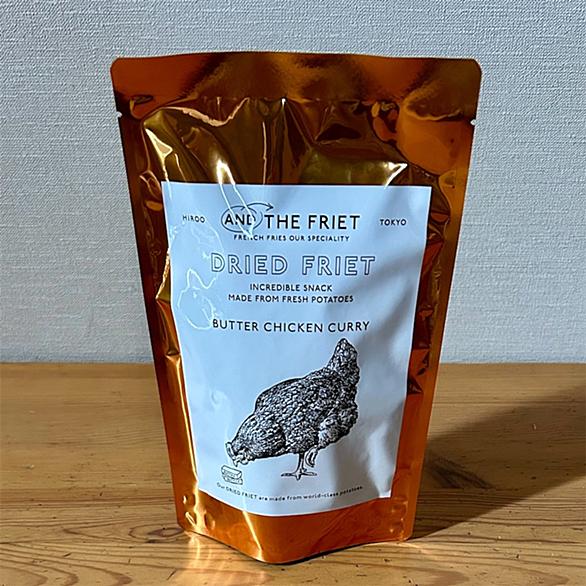 HIROO
AND THE FRIET
TOKYO
FRENCH FRIES OUR SPECIALITY
DRIED FRIET
INCREDIBLE SNACK
MADE FROM FRESH POTATOES
BUTTER CHICKEN CURRY
Our DRIED FRIET are made from world-class potatoes.